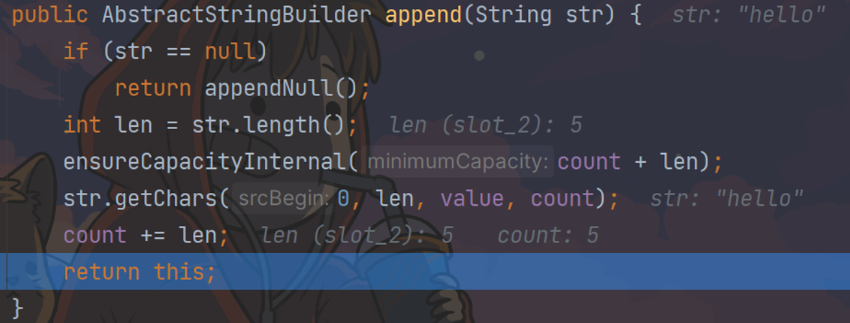 public AbstractStringBuilder append(String str) {   str: "hello"
    if (str == null)
        return appendNull();
    int len = str.length();   len (slot_2): 5
    ensureCapacityInternal( minimumCapacity: count + len);
    str.getChars( srcBegin: 0, len, value, count);   str: "hello"
    count += len;   len (slot_2): 5   count: 5
    return this;
}